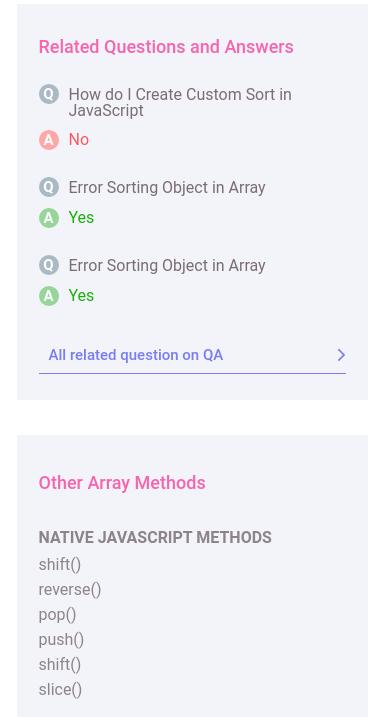 Related Questions and Answers
Q How do I Create Custom Sort in
JavaScript
A No
Q Error Sorting Object in Array
A Yes
Q Error Sorting Object in Array
A Yes
All related question on QA
Other Array Methods
NATIVE JAVASCRIPT METHODS
shift()
reverse()
pop()
push()
shift()
slice()